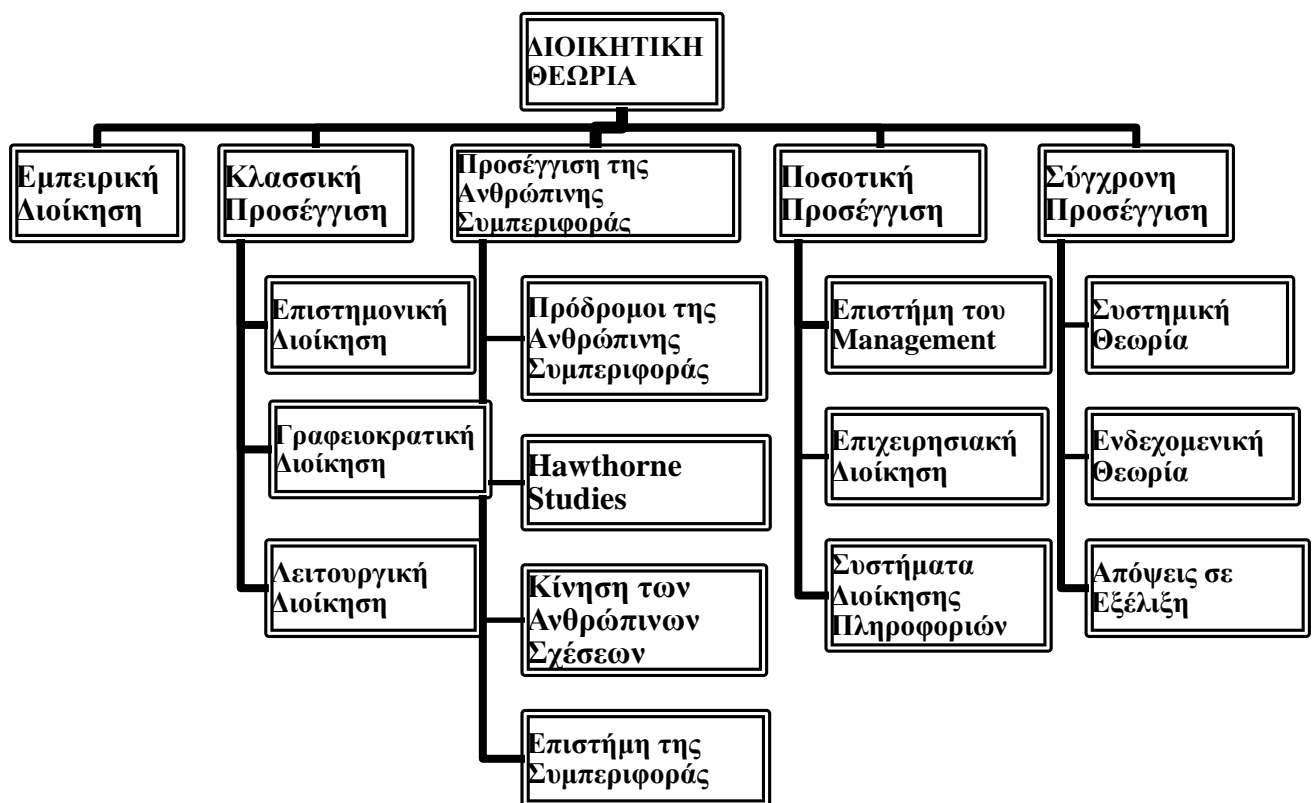 ΔΙΟΙΚΗΤΙΚΗ
ΘΕΩΡΙΑ
Εμπειρική
Διοίκηση
Κλασσική
Προσέγγιση
Επιστημονική
Διοίκηση
Γραφειοκρατική
Διοίκηση
Λειτουργική
Διοίκηση
Προσέγγιση της
Ανθρώπινης
Συμπεριφοράς
Πρόδρομοι της
Ανθρώπινης
Συμπεριφοράς
Hawthorne
Studies
Κίνηση των
Ανθρώπινων
Σχέσεων
Επιστήμη της
Συμπεριφοράς
Ποσοτική
Προσέγγιση
Επιστήμη του
Management
Επιχειρησιακή
Διοίκηση
Συστήματα
Διοίκησης
Πληροφοριών
Σύγχρονη
Προσέγγιση
Συστημική
Θεωρία
Ενδεχομενική
Θεωρία
Απόψεις σε
Εξέλιξη